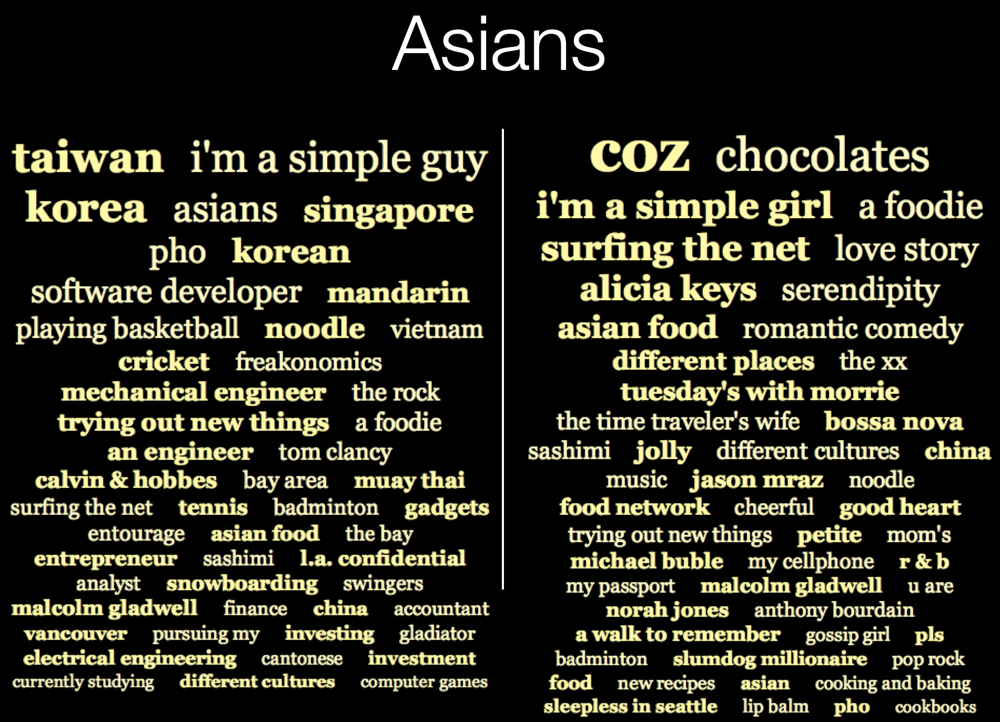 Asians
taiwan i'm a simple guy
korea asians singapore
pho korean
software developer mandarin
playing basketball noodle vietnam
cricket freakonomics
mechanical engineer the rock
trying out new things a foodie
an engineer tom clancy
calvin & hobbes bay area muay thai
surfing the net tennis badminton gadgets
entourage asian food the bay
entrepreneur sashimi l.a. confidential
analyst snowboarding swingers
malcolm gladwell finance china accountant
vancouver pursuing my investing gladiator
electrical engineering cantonese investment
currently studying different cultures computer games
coz chocolates
i'm a simple girl a foodie
surfing the net love story
alicia keys serendipity
asian food romantic comedy
different places the xx
tuesday's with morrie
the time traveler's wife bossa nova
sashimi jolly different cultures china
music jason mraz noodle
food network cheerful good heart
trying out new things petite mom's
michael buble my cellphone r & b
my passport malcolm gladwell u are
norah jones anthony bourdain
a walk to remember gossip girl pls
badminton slumdog millionaire pop rock
food new recipes asian cooking and baking
sleepless in seattle lip balm pho cookbooks